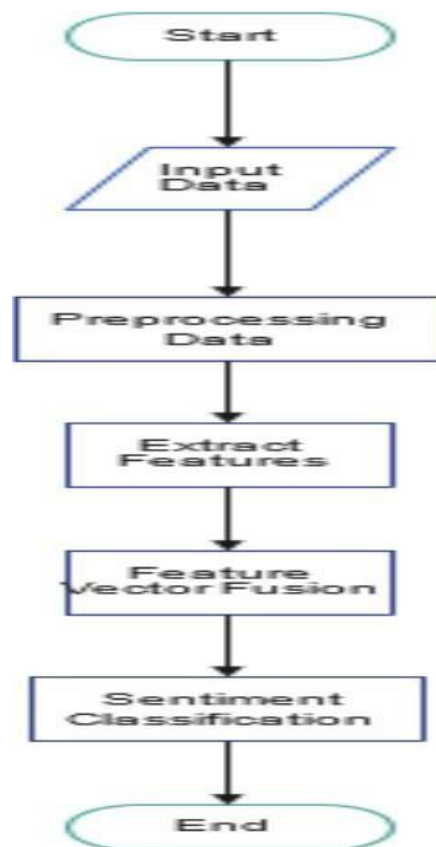 Start
Input
Data
Preprocessing
Data
Extract
Features
Feature
Vector Fusion
Sentiment
Classification
End